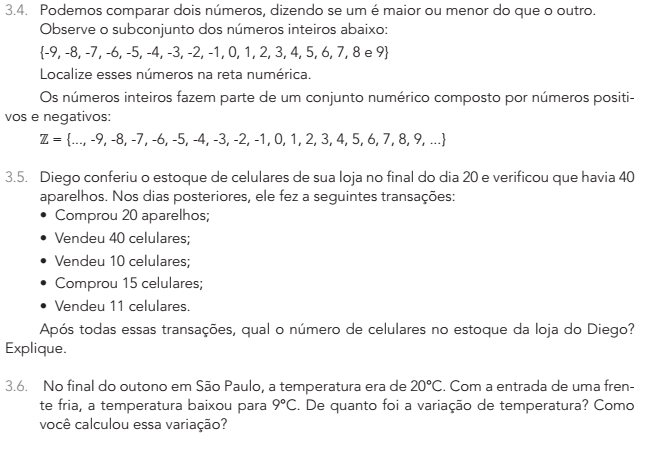 3.4. Podemos comparar dois números, dizendo se um é maior ou menor do que o outro.
Observe o subconjunto dos números inteiros abaixo:
{-9, -8, -7, -6, -5, -4, -3, -2, -1, 0, 1, 2, 3, 4, 5, 6, 7, 8 e 9}
Localize esses números na reta numérica.
Os números inteiros fazem parte de um conjunto numérico composto por números positi-
vos e negativos:
ℤ = {..., -9, -8, -7, -6, -5, -4, -3, -2, -1, 0, 1, 2, 3, 4, 5, 6, 7, 8, 9, ...}
3.5. Diego conferiu o estoque de celulares de sua loja no final do dia 20 e verificou que havia 40
aparelhos. Nos dias posteriores, ele fez a seguintes transações:
• Comprou 20 aparelhos;
• Vendeu 40 celulares;
• Vendeu 10 celulares;
• Comprou 15 celulares;
• Vendeu 11 celulares.
Após todas essas transações, qual o número de celulares no estoque da loja do Diego?
Explique.
3.6. No final do outono em São Paulo, a temperatura era de 20ºC. Com a entrada de uma fren-
te fria, a temperatura baixou para 9ºC. De quanto foi a variação de temperatura? Como
você calculou essa variação?